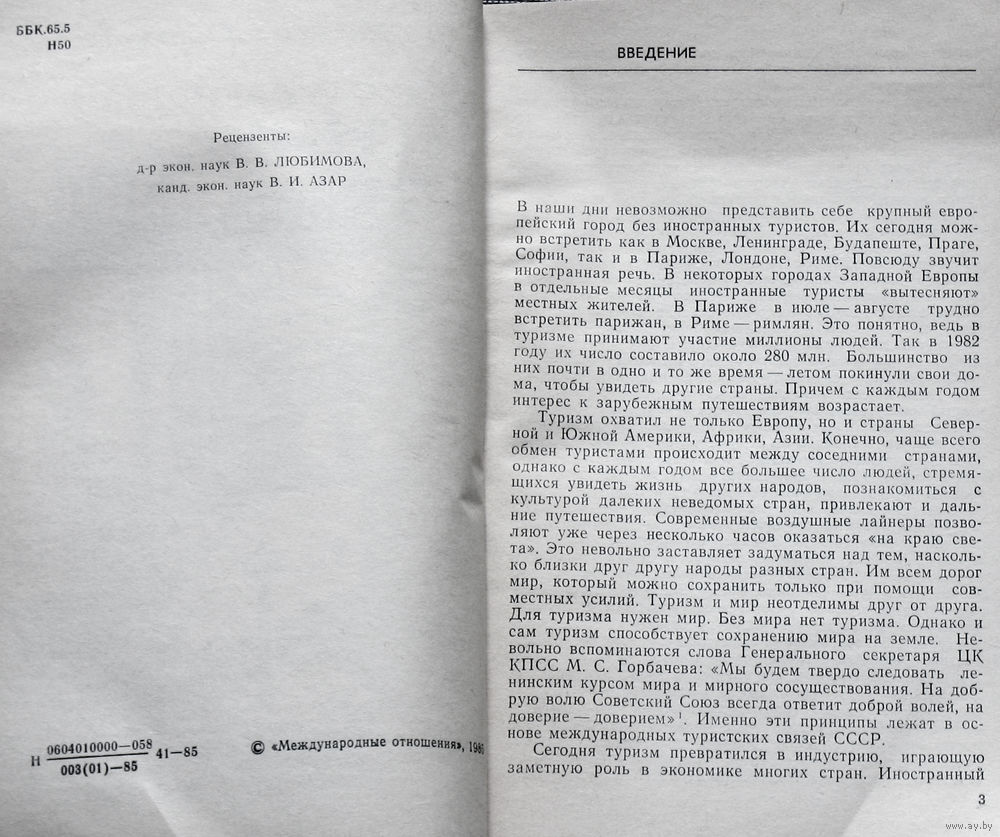 ББК.65.5
Н50
Рецензенты:
д-р экон. наук В. В. ЛЮБИМОВА,
канд. экон. наук В. И. АЗАР
Н 0604010000—058 41—85
003(01)—85
© «Международные отношения»,
ВВЕДЕНИЕ
В наши дни невозможно представить себе крупный евро-
пейский город без иностранных туристов. Их сегодня мож-
но встретить как в Москве, Ленинграде, Будапеште, Праге,
Софии, так и в Париже, Лондоне, Риме. Повсюду звучит
иностранная речь. В некоторых городах Западной Европы
в отдельные месяцы иностранные туристы «вытесняют»
местных жителей. В Париже в июле — августе трудно
встретить парижан, в Риме — римлян. Это понятно, ведь в
туризме принимают участие миллионы людей. Так в 1982
году их число составило около 280 млн. Большинство из
них почти в одно и то же время — летом покинули свои до-
ма, чтобы увидеть другие страны. Причем с каждым годом
интерес к зарубежным путешествиям возрастает.
Туризм охватил не только Европу, но и страны Север-
ной и Южной Америки, Африки, Азии. Конечно, чаще всего
обмен туристами происходит между соседними странами,
однако с каждым годом все большее число людей, стремя-
щихся увидеть жизнь других народов, познакомиться с
культурой далеких неведомых стран, привлекают и даль-
ние путешествия. Современные воздушные лайнеры позво-
ляют уже через несколько часов оказаться «на краю све-
та». Это невольно заставляет задуматься над тем, насколь-
ко близки друг другу народы разных стран. Им всем дорог
мир, который можно сохранить только при помощи сов-
местных усилий. Туризм и мир неотделимы друг от друга.
Для туризма нужен мир. Без мира нет туризма. Однако и
сам туризм способствует сохранению мира на земле. Не-
вольно вспоминаются слова Генерального секретаря ЦК
КПСС М. С. Горбачева: «Мы будем твердо следовать ле-
нинским курсом мира и мирного сосуществования. На доб-
рую волю Советский Союз всегда ответит доброй волей, на
доверие — доверием»¹. Именно эти принципы лежат в ос-
нове международных туристских связей СССР.
Сегодня туризм превратился в индустрию, играющую
заметную роль в экономике многих стран. Иностранный
3
www.ay.by